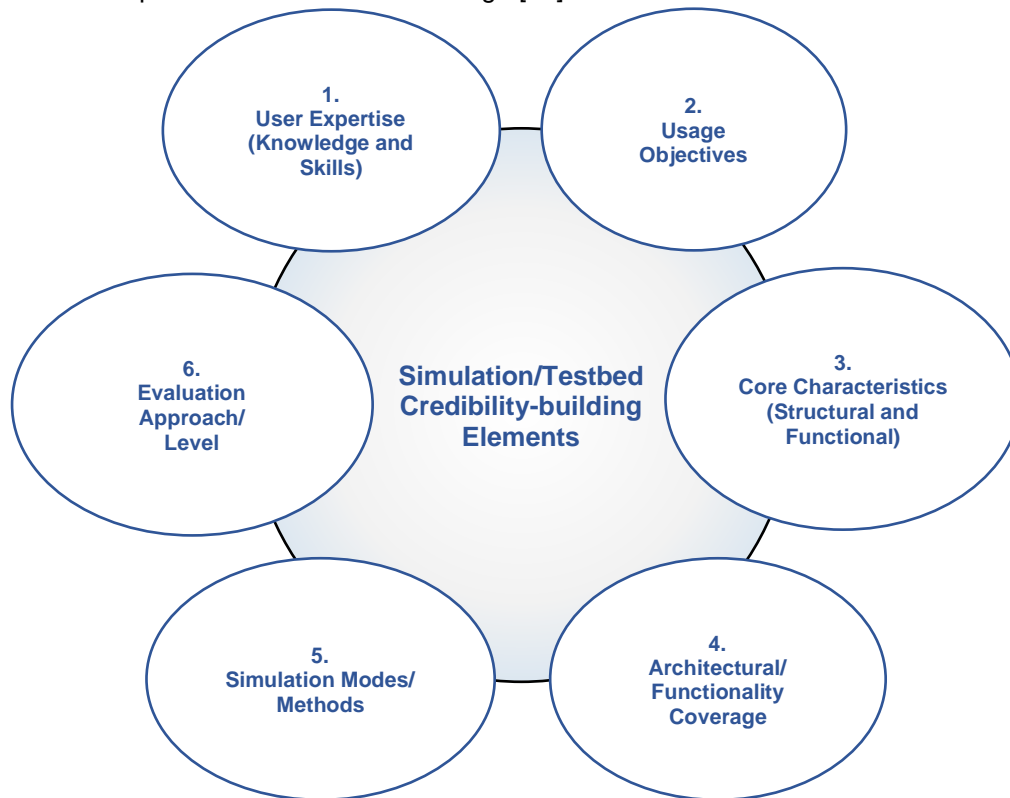 1.
User Expertise
(Knowledge and
Skills)
2.
Usage
Objectives
3.
Core Characteristics
(Structural and
Functional)
4.
Architectural/
Functionality
Coverage
5.
Simulation Modes/
Methods
6.
Evaluation
Approach/
Level
Simulation/Testbed
Credibility-building
Elements